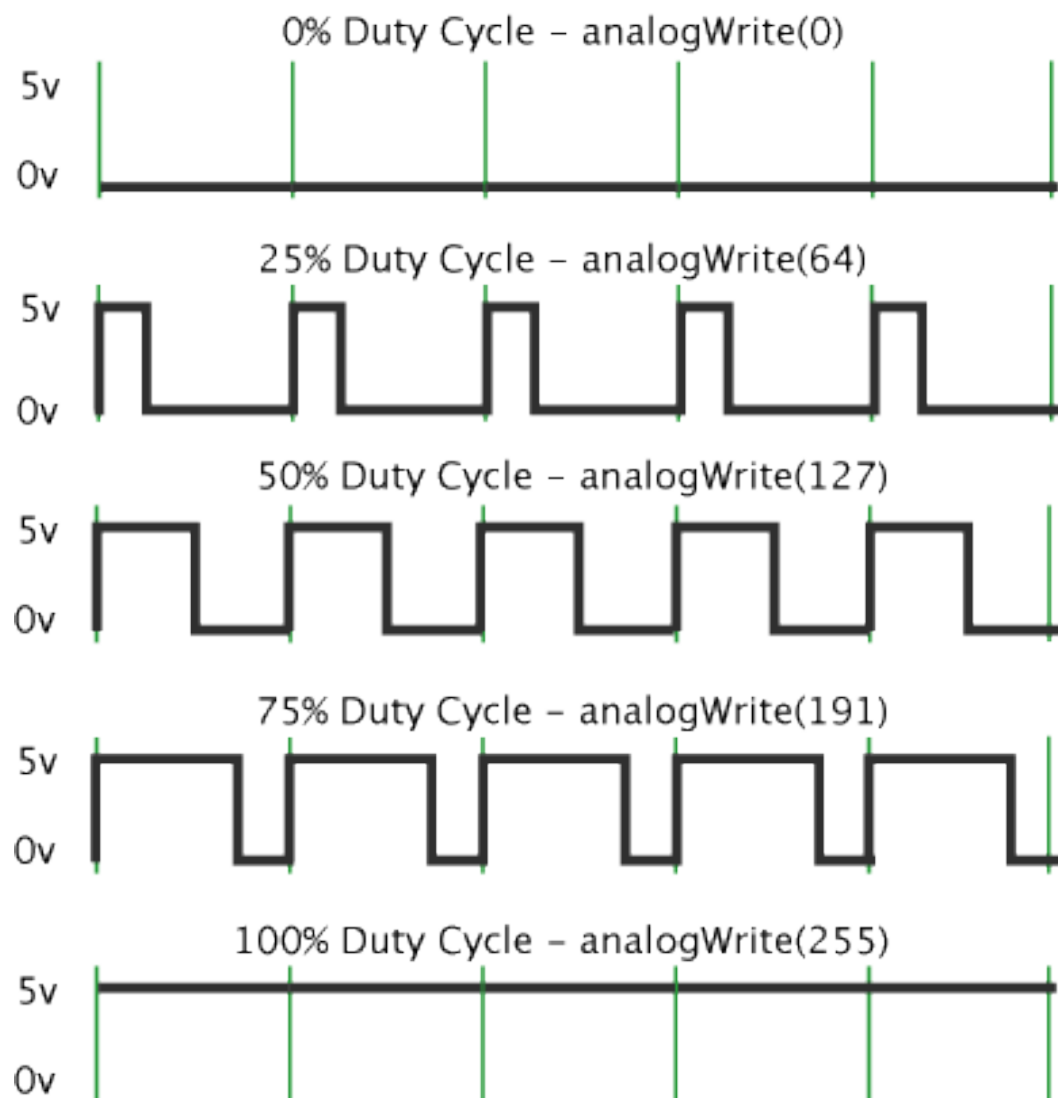 0% Duty Cycle – analogWrite(0)
5v
0v
25% Duty Cycle – analogWrite(64)
5v
0v
50% Duty Cycle – analogWrite(127)
5v
0v
75% Duty Cycle – analogWrite(191)
5v
0v
100% Duty Cycle – analogWrite(255)
5v
0v